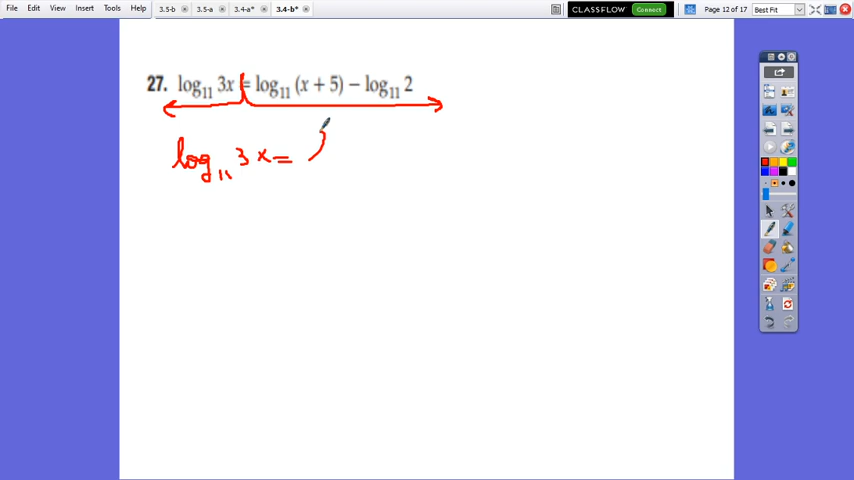 File Edit View Insert Tools Help 3.5-b 3.5-a 3.4-a* 3.4-b* CLASSFLOW Connect Page 12 of 17 Best Fit
27. log₁₁ 3x = log₁₁ (x + 5) − log₁₁ 2
log₁₁ 3x =